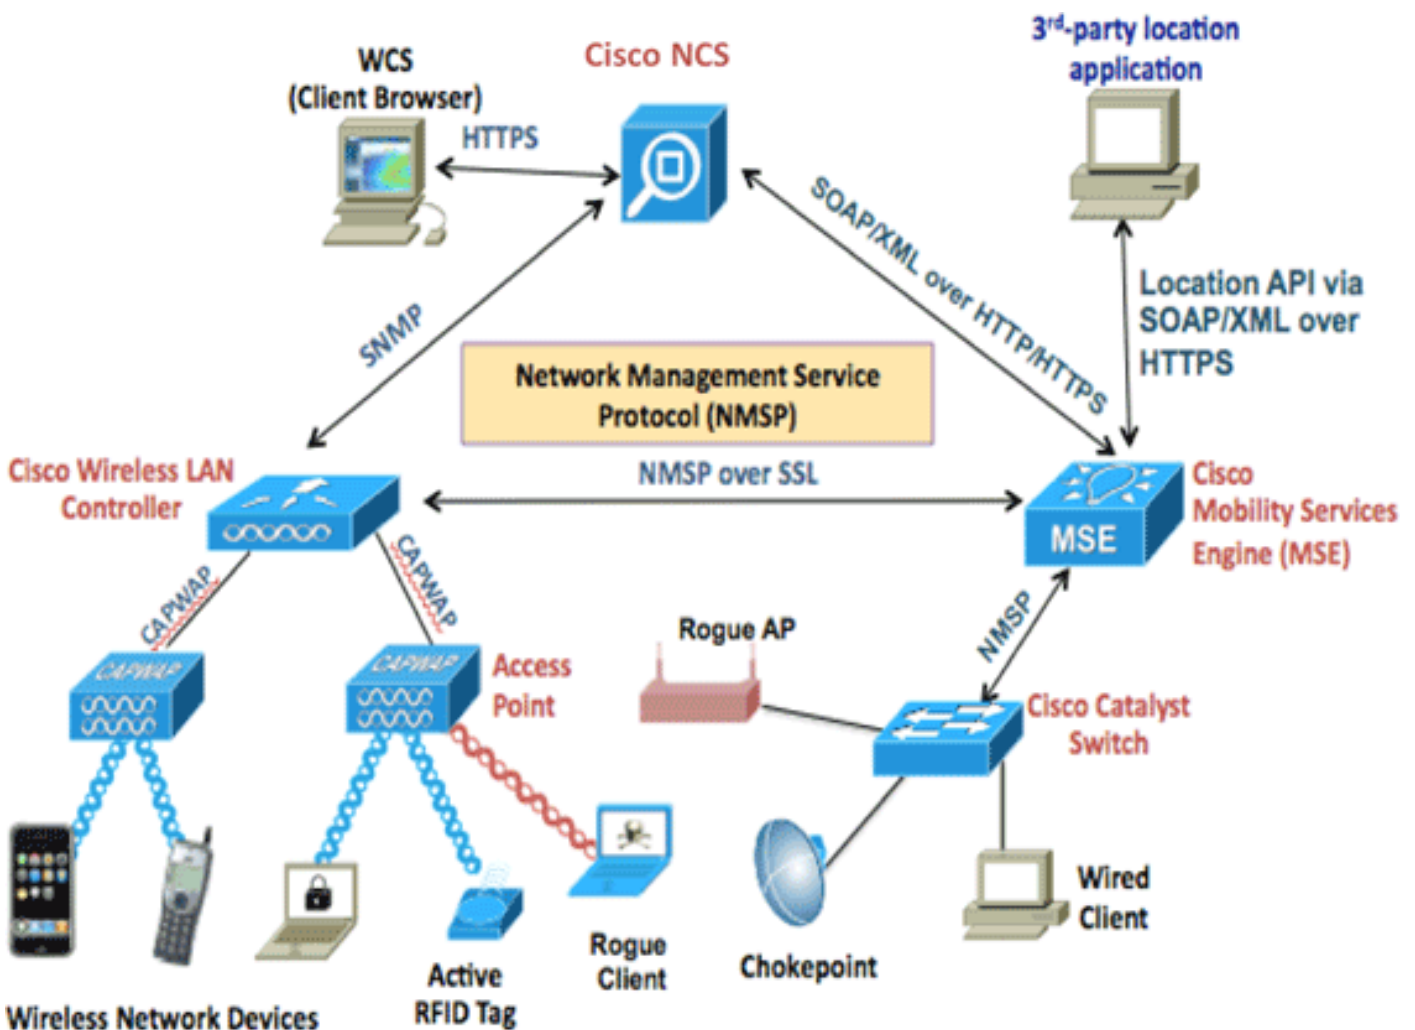 WCS
(Client Browser)
Cisco NCS
3rd-party location
application
HTTPS
SOAP/XML over HTTP/HTTPS
Location API via
SOAP/XML over
HTTPS
SNMP
Network Management Service
Protocol (NMSP)
Cisco Wireless LAN
Controller
NMSP over SSL
Cisco
Mobility Services
Engine (MSE)
MSE
CAPWAP
CAPWAP
NMSP
Rogue AP
CAPWAP
CAPWAP
Access
Point
Cisco Catalyst
Switch
Wired
Client
Rogue
Client
Chokepoint
Active
RFID Tag
Wireless Network Devices